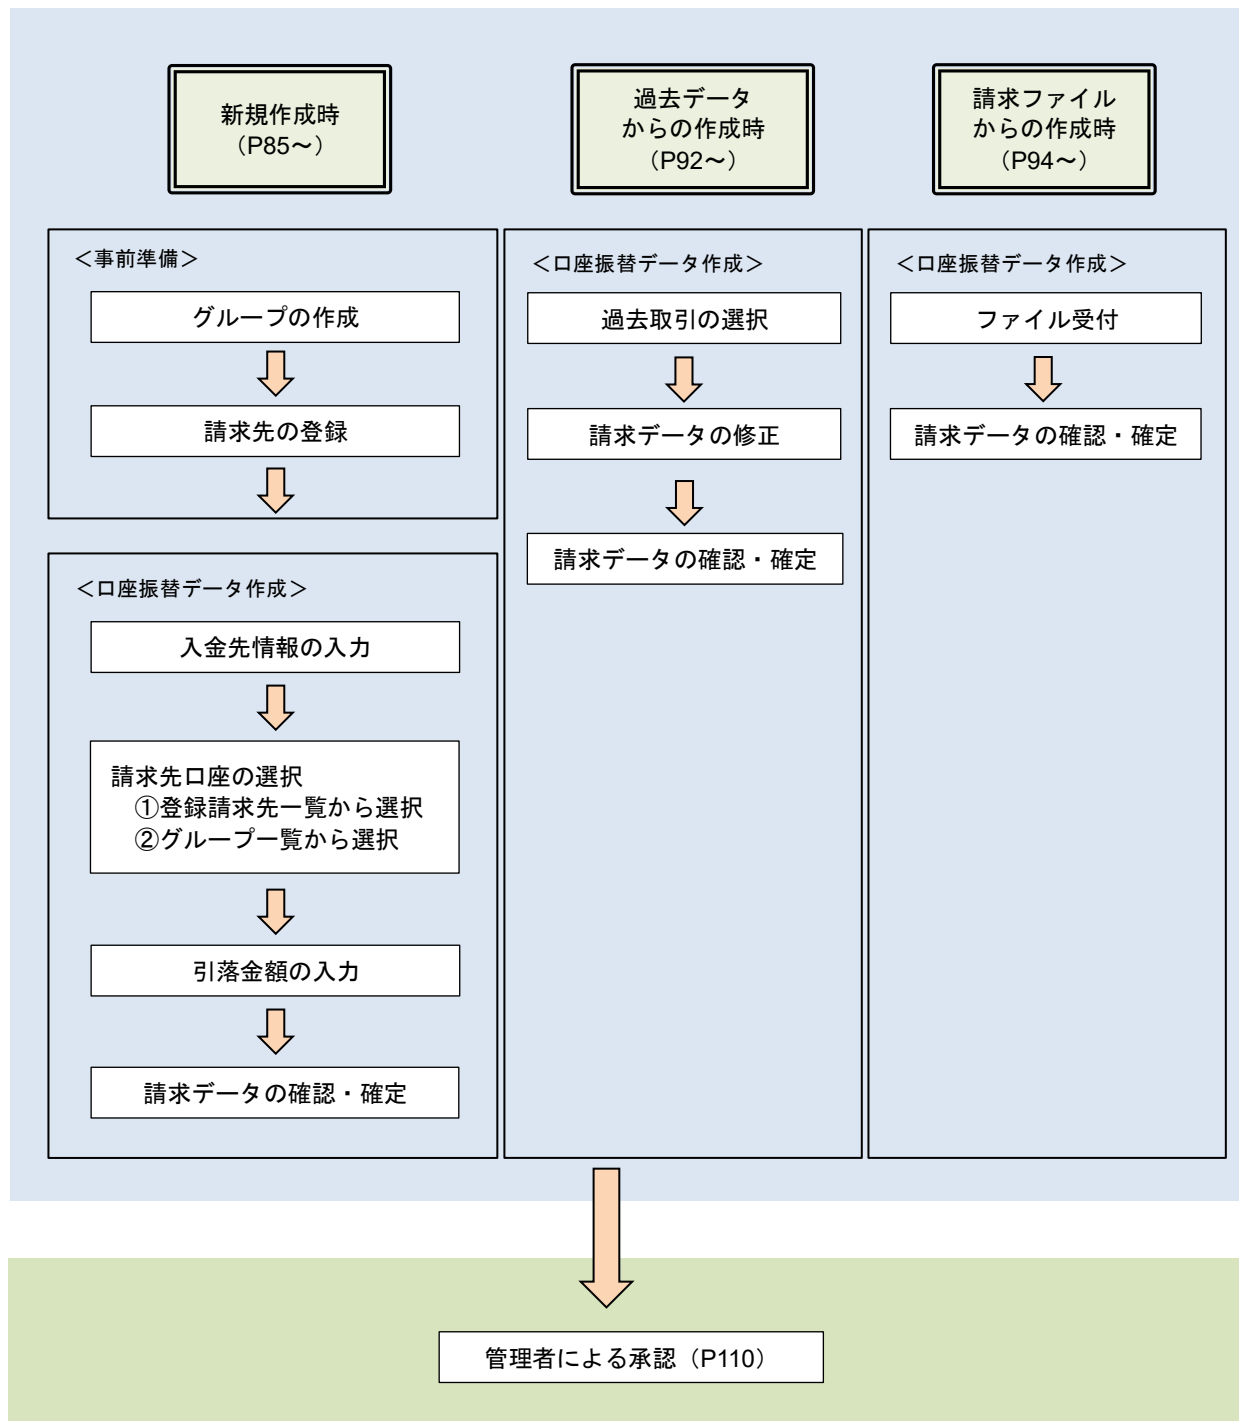 新規作成時
（P85～）
過去データ
からの作成時
（P92～）
請求ファイル
からの作成時
（P94～）
＜事前準備＞
グループの作成
請求先の登録
＜口座振替データ作成＞
入金先情報の入力
請求先口座の選択
①登録請求先一覧から選択
②グループ一覧から選択
引落金額の入力
請求データの確認・確定
＜口座振替データ作成＞
過去取引の選択
請求データの修正
請求データの確認・確定
＜口座振替データ作成＞
ファイル受付
請求データの確認・確定
管理者による承認（P110）